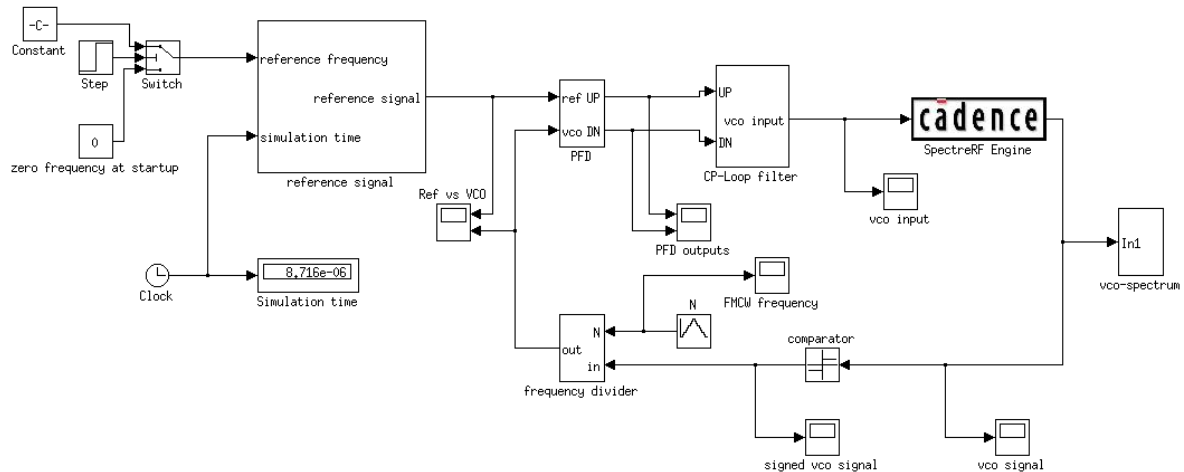 -C-
Constant
Step
Switch
0
zero frequency at startup
reference frequency
reference signal
simulation time
reference signal
Clock
8.716e-06
Simulation time
Ref vs VCO
ref UP
vco DN
PFD
UP
vco input
DN
CP-Loop filter
cādence
SpectreRF Engine
vco input
PFD outputs
In1
vco-spectrum
FMCW frequency
N
N
out
in
frequency divider
comparator
signed vco signal
vco signal